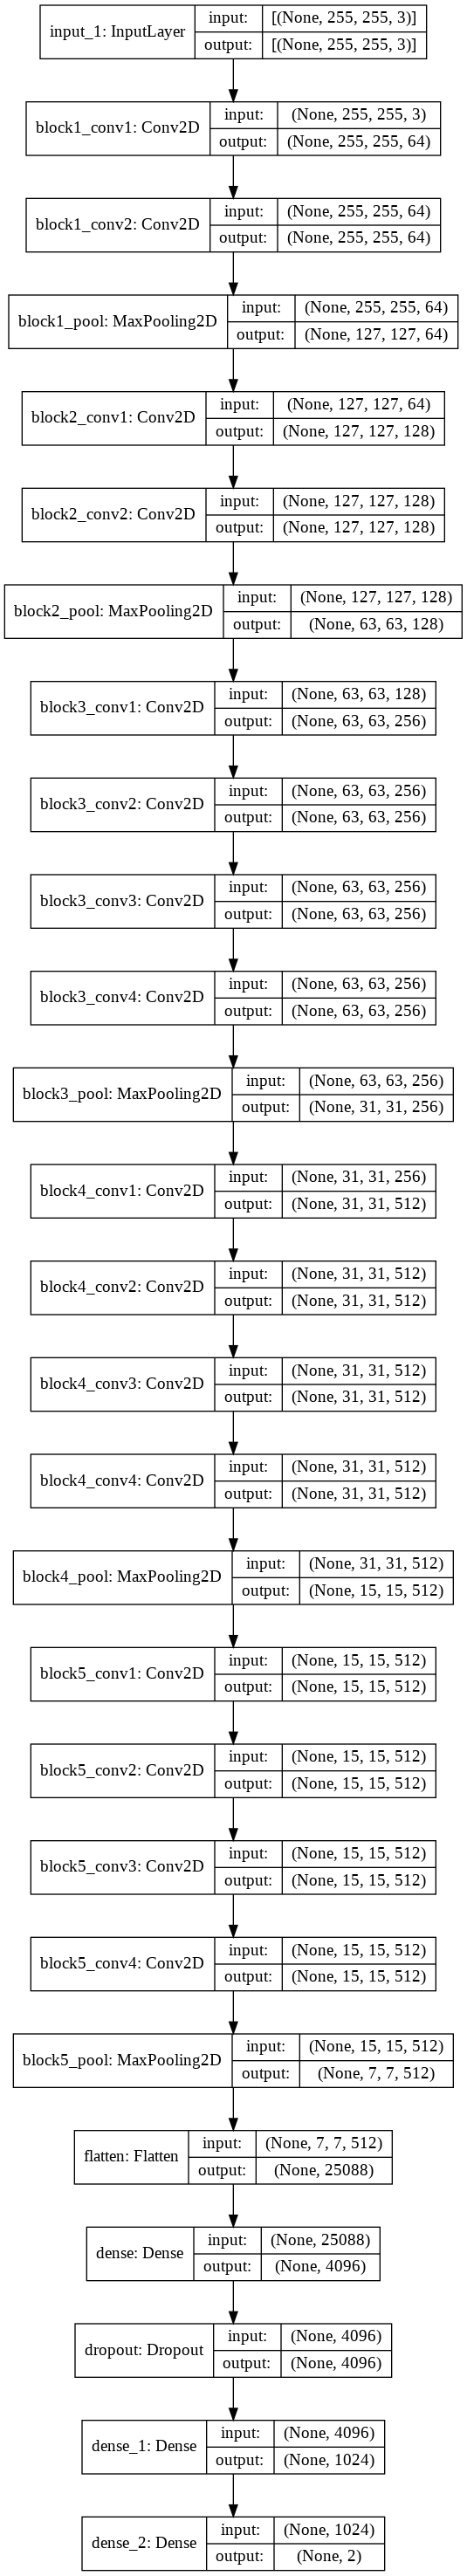 input_1: InputLayer
input: [(None, 255, 255, 3)]
output: [(None, 255, 255, 3)]
block1_conv1: Conv2D
input: (None, 255, 255, 3)
output: (None, 255, 255, 64)
block1_conv2: Conv2D
input: (None, 255, 255, 64)
output: (None, 255, 255, 64)
block1_pool: MaxPooling2D
input: (None, 255, 255, 64)
output: (None, 127, 127, 64)
block2_conv1: Conv2D
input: (None, 127, 127, 64)
output: (None, 127, 127, 128)
block2_conv2: Conv2D
input: (None, 127, 127, 128)
output: (None, 127, 127, 128)
block2_pool: MaxPooling2D
input: (None, 127, 127, 128)
output: (None, 63, 63, 128)
block3_conv1: Conv2D
input: (None, 63, 63, 128)
output: (None, 63, 63, 256)
block3_conv2: Conv2D
input: (None, 63, 63, 256)
output: (None, 63, 63, 256)
block3_conv3: Conv2D
input: (None, 63, 63, 256)
output: (None, 63, 63, 256)
block3_conv4: Conv2D
input: (None, 63, 63, 256)
output: (None, 63, 63, 256)
block3_pool: MaxPooling2D
input: (None, 63, 63, 256)
output: (None, 31, 31, 256)
block4_conv1: Conv2D
input: (None, 31, 31, 256)
output: (None, 31, 31, 512)
block4_conv2: Conv2D
input: (None, 31, 31, 512)
output: (None, 31, 31, 512)
block4_conv3: Conv2D
input: (None, 31, 31, 512)
output: (None, 31, 31, 512)
block4_conv4: Conv2D
input: (None, 31, 31, 512)
output: (None, 31, 31, 512)
block4_pool: MaxPooling2D
input: (None, 31, 31, 512)
output: (None, 15, 15, 512)
block5_conv1: Conv2D
input: (None, 15, 15, 512)
output: (None, 15, 15, 512)
block5_conv2: Conv2D
input: (None, 15, 15, 512)
output: (None, 15, 15, 512)
block5_conv3: Conv2D
input: (None, 15, 15, 512)
output: (None, 15, 15, 512)
block5_conv4: Conv2D
input: (None, 15, 15, 512)
output: (None, 15, 15, 512)
block5_pool: MaxPooling2D
input: (None, 15, 15, 512)
output: (None, 7, 7, 512)
flatten: Flatten
input: (None, 7, 7, 512)
output: (None, 25088)
dense: Dense
input: (None, 25088)
output: (None, 4096)
dropout: Dropout
input: (None, 4096)
output: (None, 4096)
dense_1: Dense
input: (None, 4096)
output: (None, 1024)
dense_2: Dense
input: (None, 1024)
output: (None, 2)